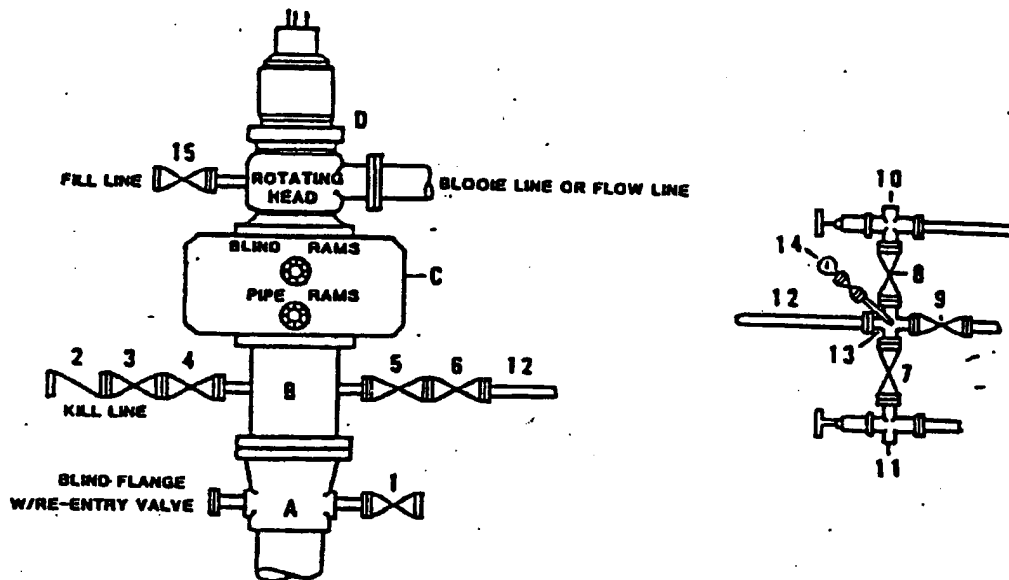 D
15
FILL LINE
ROTATING HEAD
BLOOIE LINE OR FLOW LINE
BLIND RAMS
C
PIPE RAMS
2
3
4
B
5
6
12
KILL LINE
BLIND FLANGE
W/RE-ENTRY VALVE
A
1
10
14
8
12
9
13
7
11